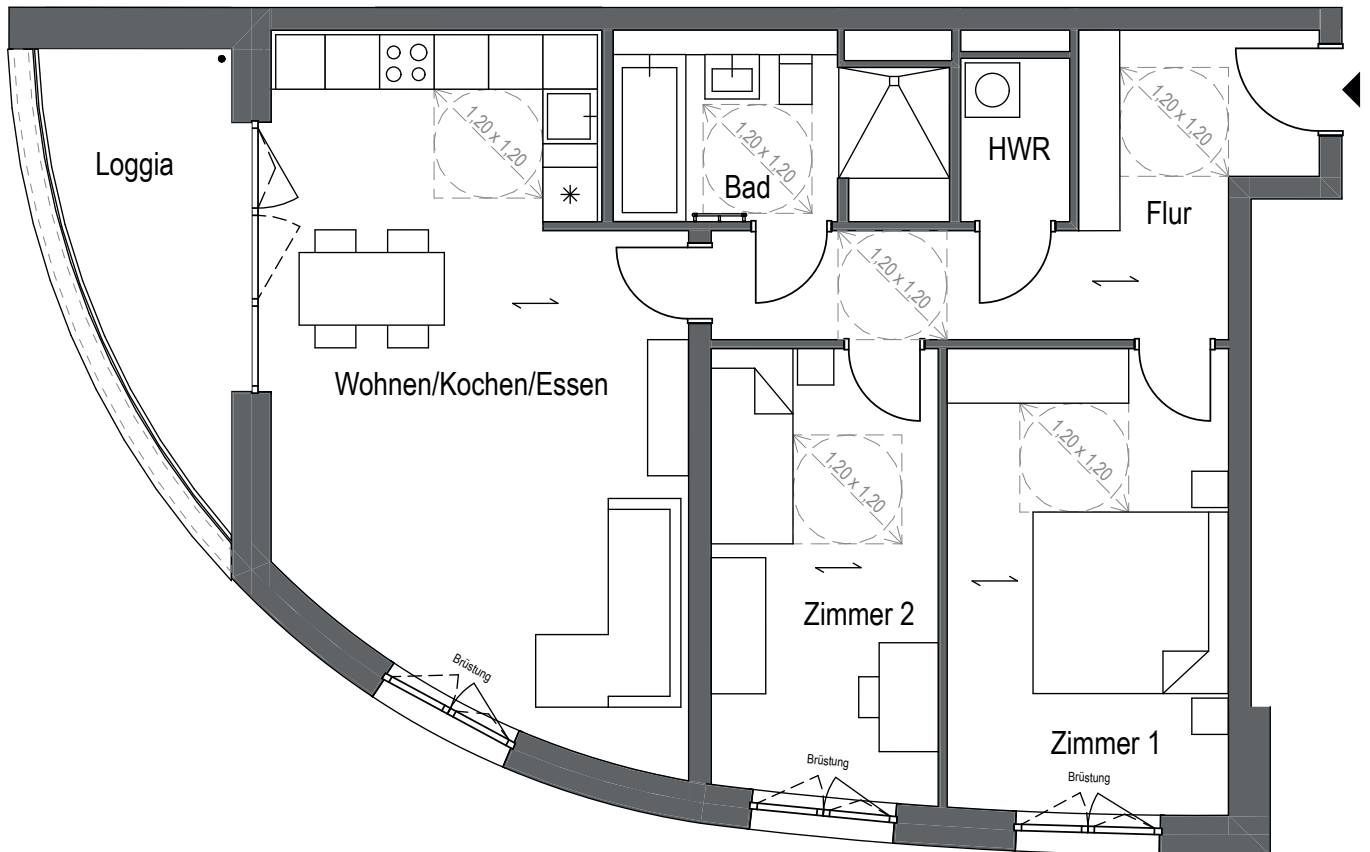 1,20 x 1,20
1,20 x 1,20
1,20 x 1,20
Loggia
HWR
Bad
Flur
1,20 x 1,20
Wohnen/Kochen/Essen
1,20 x 1,20
1,20 x 1,20
Zimmer 2
Brüstung
Zimmer 1
Brüstung
Brüstung